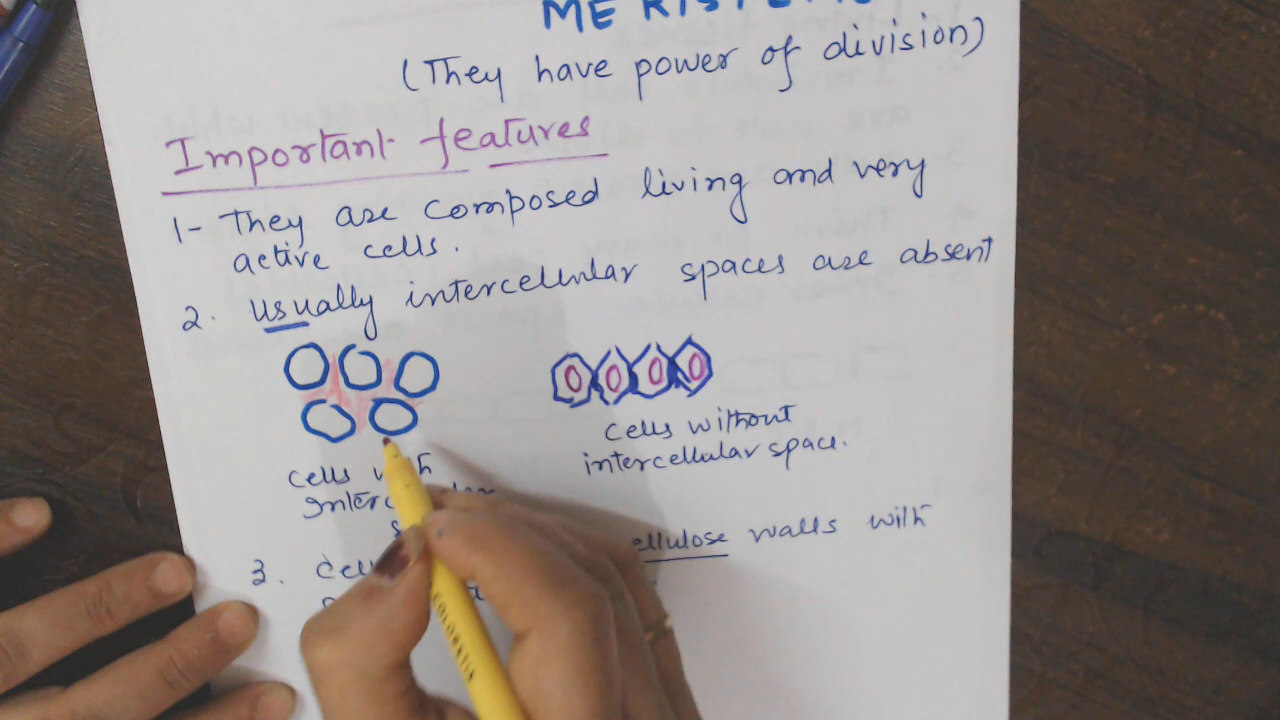 (They have power of division)
Important features
1- They are composed living and very
active cells.
2. Usually intercellular spaces are absent
cells without
intercellular space.
cells
3. walls with